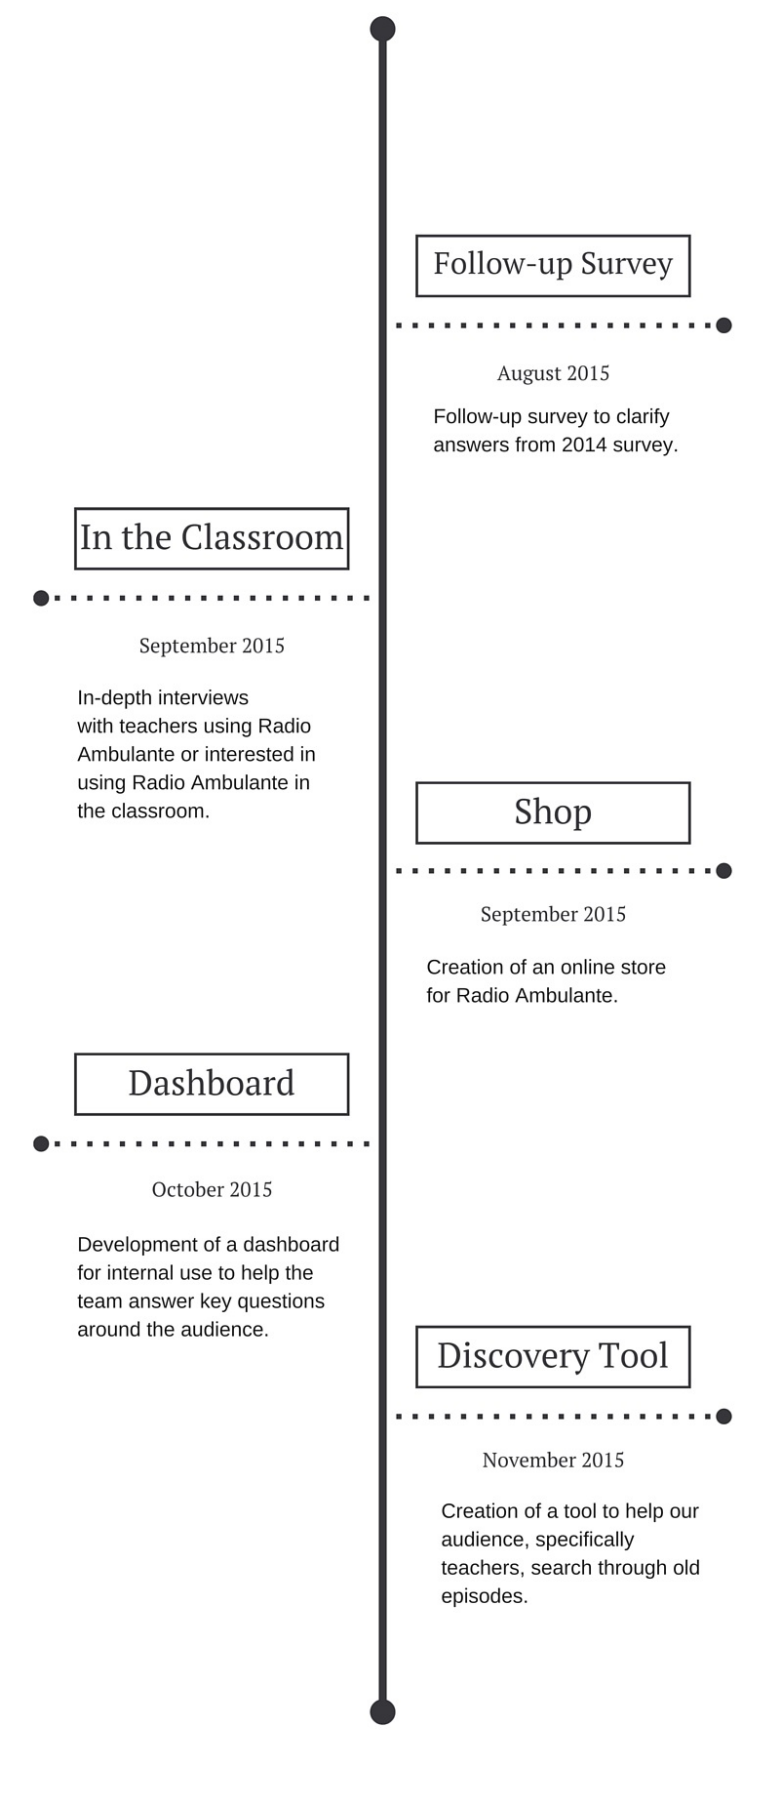 Follow-up Survey
August 2015
Follow-up survey to clarify
answers from 2014 survey.
In the Classroom
September 2015
In-depth interviews
with teachers using Radio
Ambulante or interested in
using Radio Ambulante in
the classroom.
Shop
September 2015
Creation of an online store
for Radio Ambulante.
Dashboard
October 2015
Development of a dashboard
for internal use to help the
team answer key questions
around the audience.
Discovery Tool
November 2015
Creation of a tool to help our
audience, specifically
teachers, search through old
episodes.